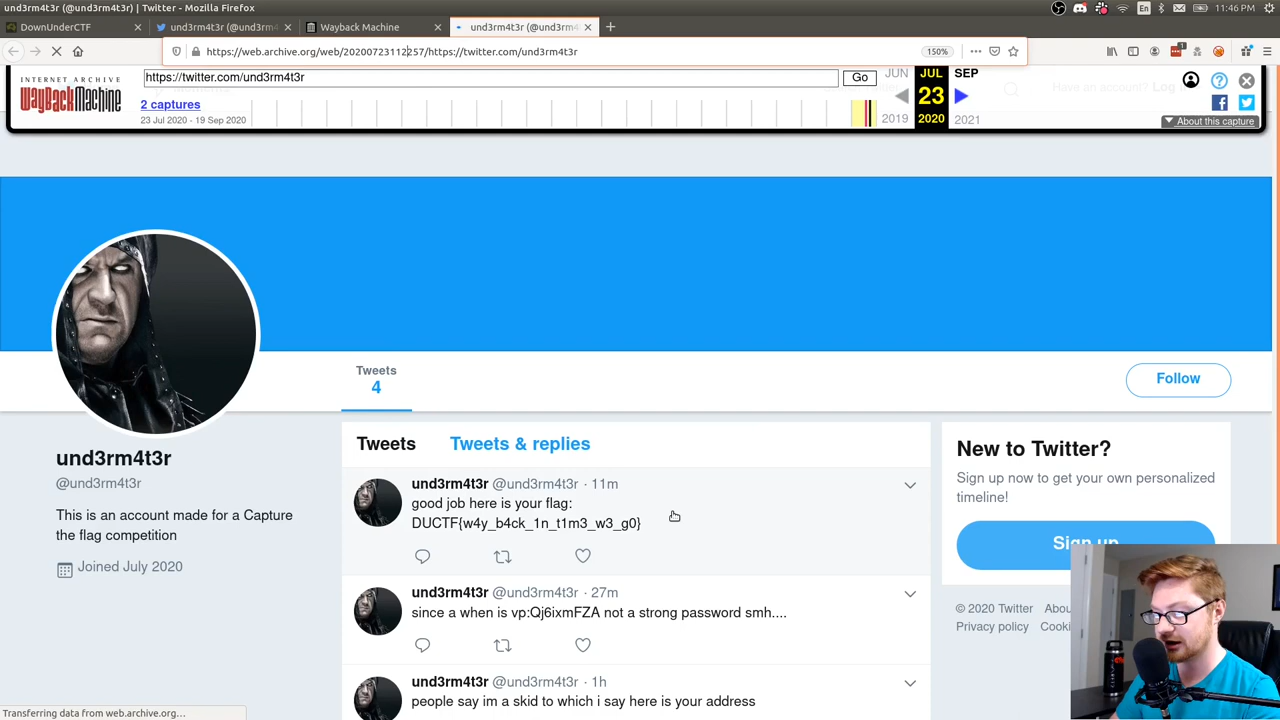 und3rm4t3r (@und3rm4t3r) | Twitter - Mozilla Firefox
En
11:46 PM
DownUnderCTF
und3rm4t3r (@und3rm4
Wayback Machine
und3rm4t3r (@und3rm4
https://web.archive.org/web/20200723112257/https://twitter.com/und3rm4t3r
150%
INTERNET ARCHIVE
WayBackMachine
https://twitter.com/und3rm4t3r
Go
JUN
JUL
SEP
2 captures
23
23 Jul 2020 - 19 Sep 2020
2019
2020
2021
About this capture
Have an account? Log
Tweets
4
Follow
und3rm4t3r
@und3rm4t3r
This is an account made for a Capture
the flag competition
Joined July 2020
Tweets
Tweets & replies
und3rm4t3r @und3rm4t3r · 11m
good job here is your flag:
DUCTF{w4y_b4ck_1n_t1m3_w3_g0}
und3rm4t3r @und3rm4t3r · 27m
since a when is vp:Qj6ixmFZA not a strong password smh....
und3rm4t3r @und3rm4t3r · 1h
people say im a skid to which i say here is your address
New to Twitter?
Sign up now to get your own personalized
timeline!
Sign up
© 2020 Twitter Abou
Privacy policy Cooki
Transferring data from web.archive.org…